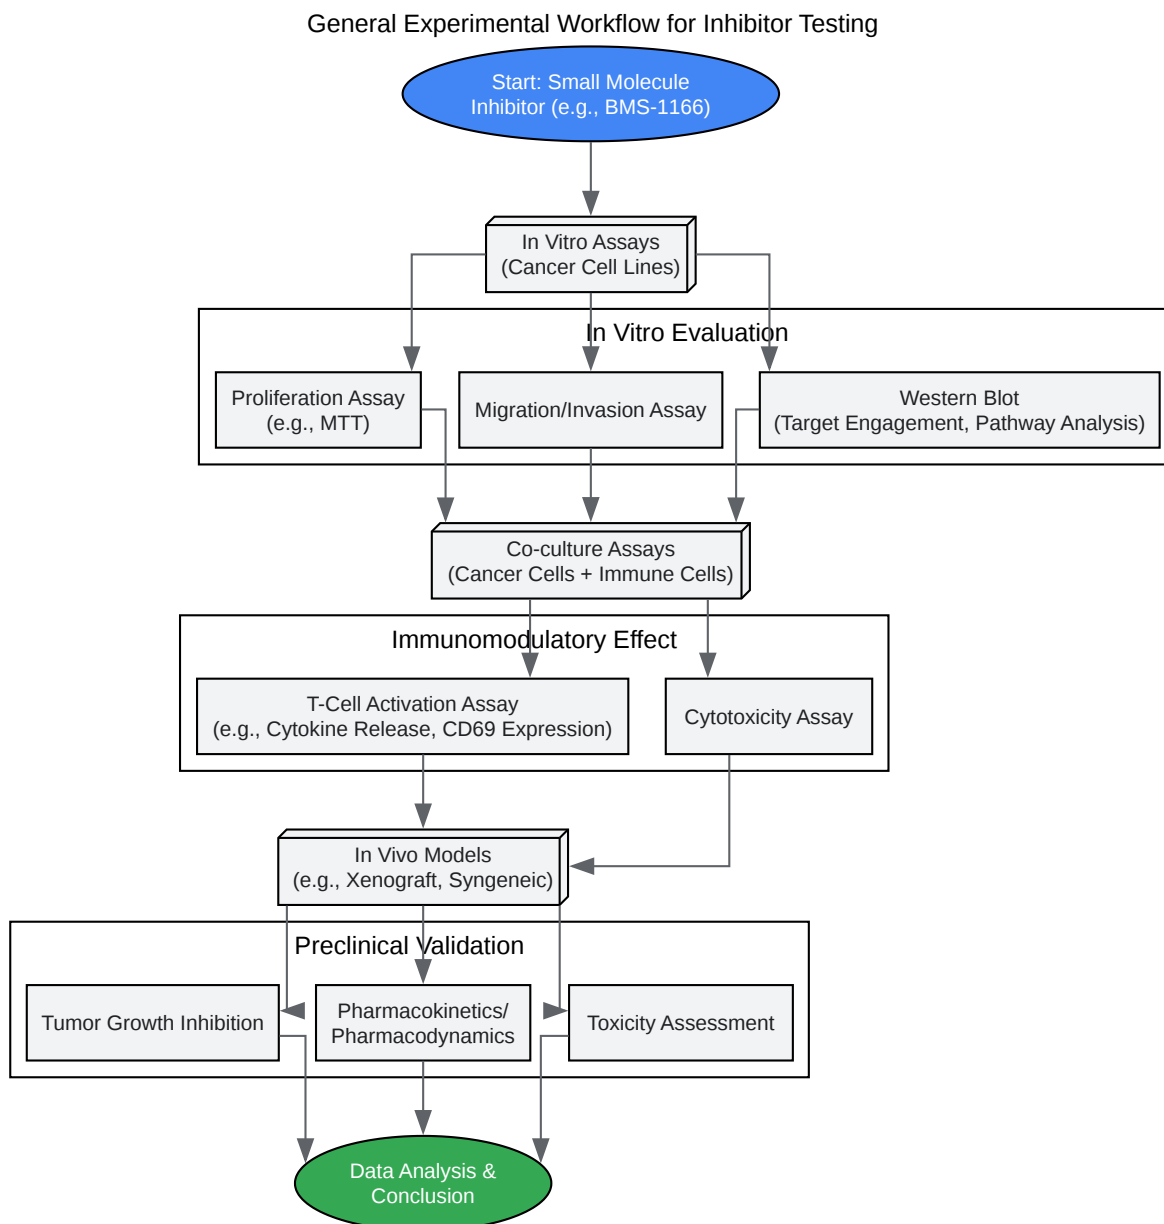 General Experimental Workflow for Inhibitor Testing
Start: Small Molecule
Inhibitor (e.g., BMS-1166)
In Vitro Assays
(Cancer Cell Lines)
In Vitro Evaluation
Proliferation Assay
(e.g., MTT)
Migration/Invasion Assay
Western Blot
(Target Engagement, Pathway Analysis)
Co-culture Assays
(Cancer Cells + Immune Cells)
Immunomodulatory Effect
T-Cell Activation Assay
(e.g., Cytokine Release, CD69 Expression)
Cytotoxicity Assay
In Vivo Models
(e.g., Xenograft, Syngeneic)
Preclinical Validation
Tumor Growth Inhibition
Pharmacokinetics/
Pharmacodynamics
Toxicity Assessment
Data Analysis &
Conclusion